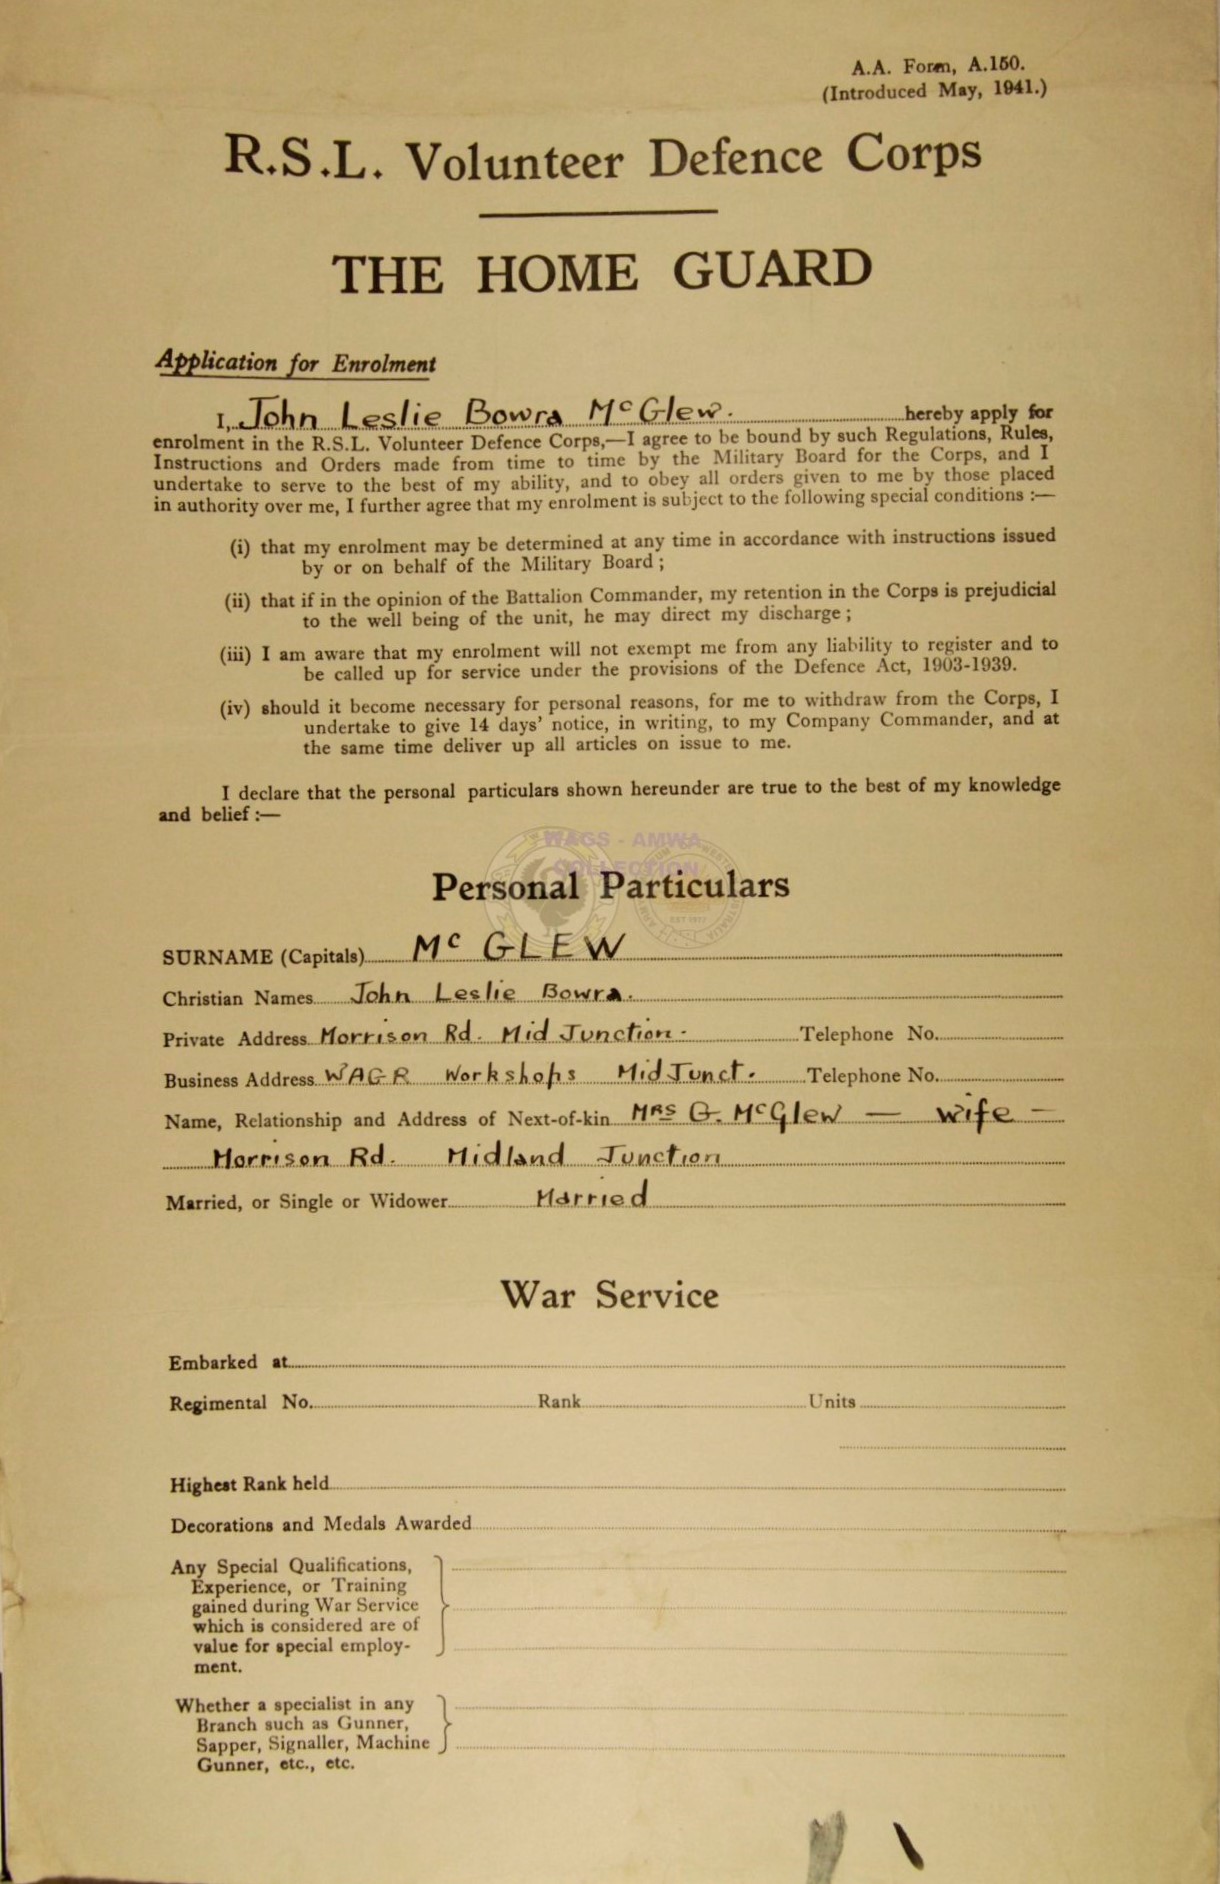 A.A. Form, A.150.
(Introduced May, 1941.)
R.S.L. Volunteer Defence Corps
THE HOME GUARD
Application for Enrolment
I, John Leslie Bowra McGlew. hereby apply for
enrolment in the R.S.L. Volunteer Defence Corps,—I agree to be bound by such Regulations, Rules,
Instructions and Orders made from time to time by the Military Board for the Corps, and I
undertake to serve to the best of my ability, and to obey all orders given to me by those placed
in authority over me, I further agree that my enrolment is subject to the following special conditions :—
(i) that my enrolment may be determined at any time in accordance with instructions issued
by or on behalf of the Military Board ;
(ii) that if in the opinion of the Battalion Commander, my retention in the Corps is prejudicial
to the well being of the unit, he may direct my discharge ;
(iii) I am aware that my enrolment will not exempt me from any liability to register and to
be called up for service under the provisions of the Defence Act, 1903-1939.
(iv) should it become necessary for personal reasons, for me to withdraw from the Corps, I
undertake to give 14 days' notice, in writing, to my Company Commander, and at
the same time deliver up all articles on issue to me.
I declare that the personal particulars shown hereunder are true to the best of my knowledge
and belief :—
WAGS - AMWA
COLLECTION
Personal Particulars
SURNAME (Capitals) Mc GLEW
Christian Names John Leslie Bowra.
Private Address Morrison Rd. Mid Junction. Telephone No.
Business Address WAGR Workshops Mid Junct. Telephone No.
Name, Relationship and Address of Next-of-kin Mrs G. McGlew — wife —
Morrison Rd. Midland Junction
Married, or Single or Widower Married
War Service
Embarked at
Regimental No. Rank Units
Highest Rank held
Decorations and Medals Awarded
Any Special Qualifications,
Experience, or Training
gained during War Service
which is considered are of
value for special employ-
ment.
Whether a specialist in any
Branch such as Gunner,
Sapper, Signaller, Machine
Gunner, etc., etc.